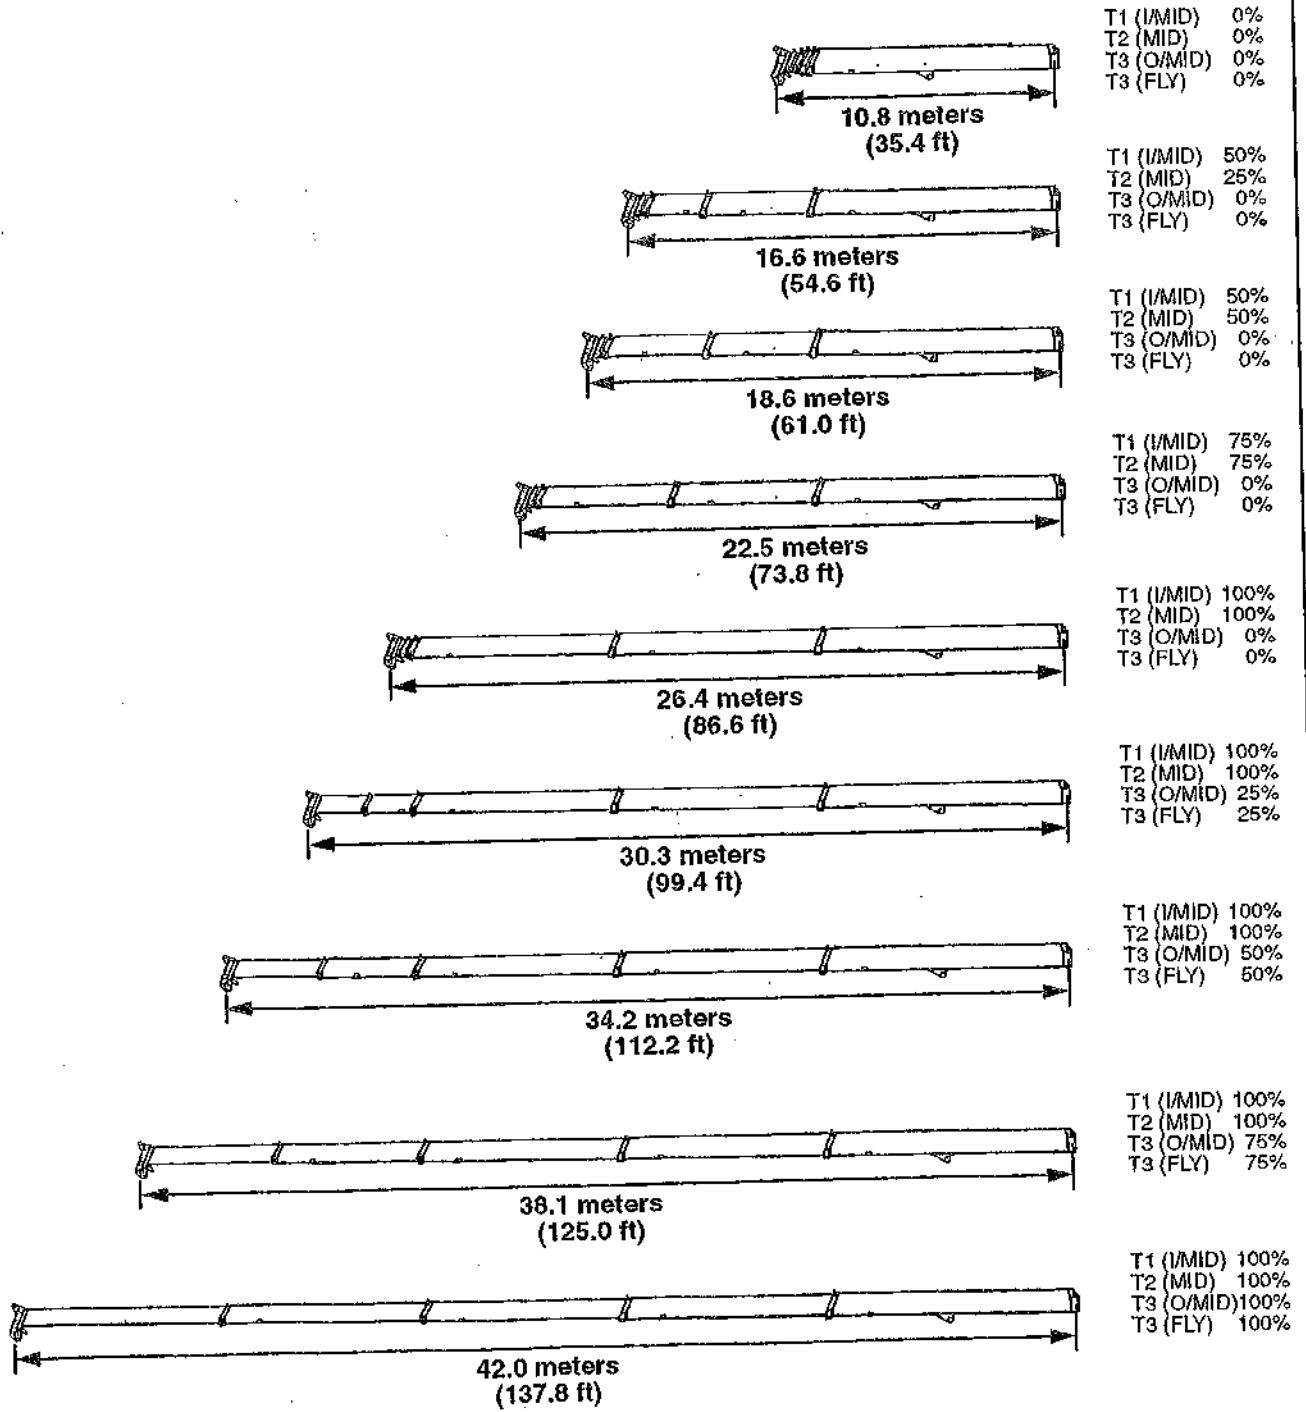 T1 (I/MID) 0%
T2 (MID) 0%
T3 (O/MID) 0%
T3 (FLY) 0%
10.8 meters
(35.4 ft)
T1 (I/MID) 50%
T2 (MID) 25%
T3 (O/MID) 0%
T3 (FLY) 0%
16.6 meters
(54.6 ft)
T1 (I/MID) 50%
T2 (MID) 50%
T3 (O/MID) 0%
T3 (FLY) 0%
18.6 meters
(61.0 ft)
T1 (I/MID) 75%
T2 (MID) 75%
T3 (O/MID) 0%
T3 (FLY) 0%
22.5 meters
(73.8 ft)
T1 (I/MID) 100%
T2 (MID) 100%
T3 (O/MID) 0%
T3 (FLY) 0%
26.4 meters
(86.6 ft)
T1 (I/MID) 100%
T2 (MID) 100%
T3 (O/MID) 25%
T3 (FLY) 25%
30.3 meters
(99.4 ft)
T1 (I/MID) 100%
T2 (MID) 100%
T3 (O/MID) 50%
T3 (FLY) 50%
34.2 meters
(112.2 ft)
T1 (I/MID) 100%
T2 (MID) 100%
T3 (O/MID) 75%
T3 (FLY) 75%
38.1 meters
(125.0 ft)
T1 (I/MID) 100%
T2 (MID) 100%
T3 (O/MID) 100%
T3 (FLY) 100%
42.0 meters
(137.8 ft)